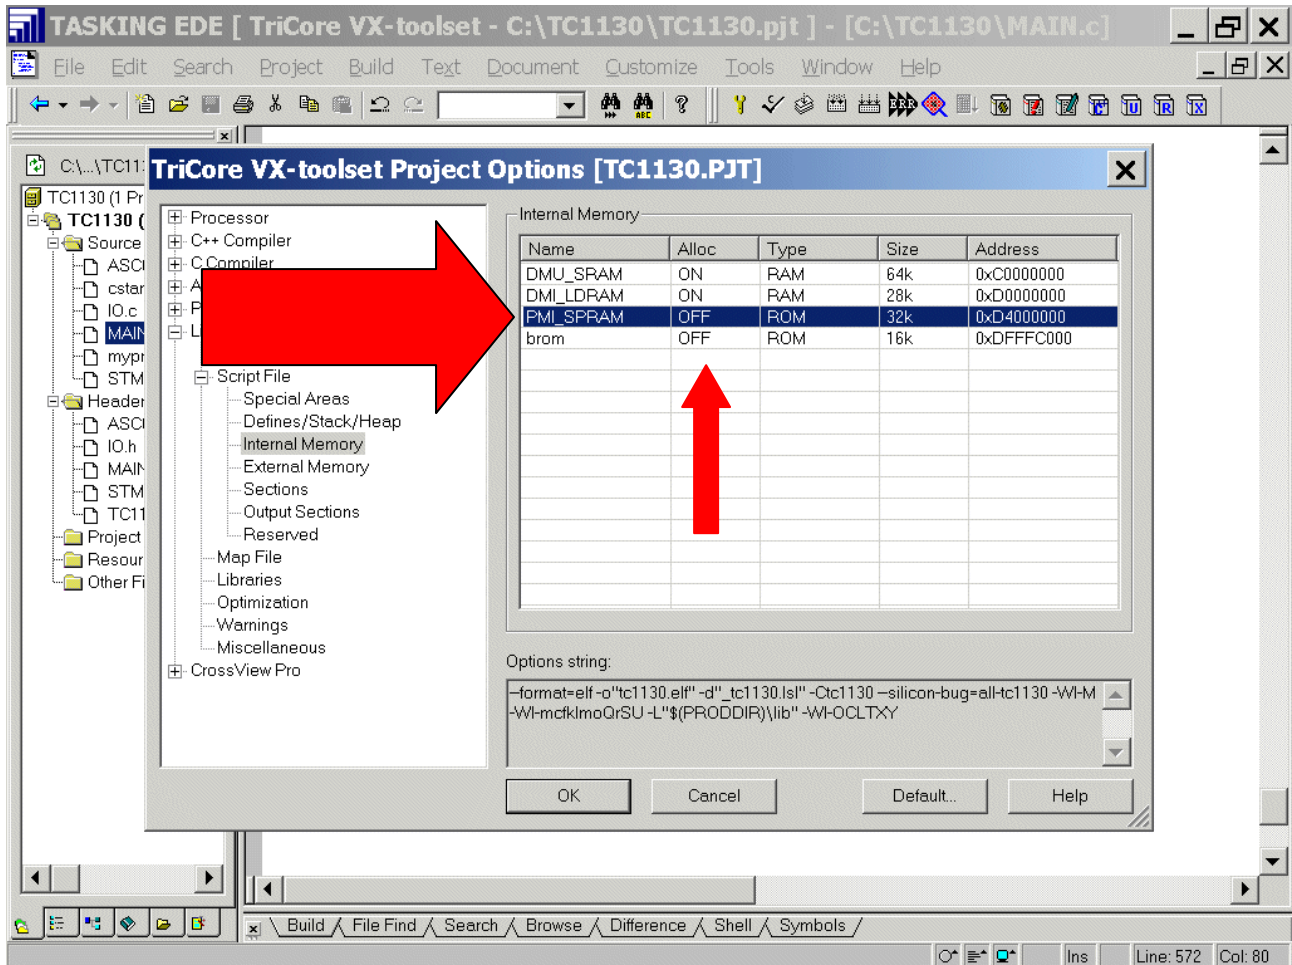 TASKING EDE [ TriCore VX-toolset - C:\TC1130\TC1130.pjt ] - [C:\TC1130\MAIN.c]
File Edit Search Project Build Text Document Customize Tools Window Help
C:\...\TC11
TriCore VX-toolset Project Options [TC1130.PJT]
TC1130 (1 Pr
TC1130 (
Source
ASC
cstar
IO.c
MAIN
mypr
STM
Header
ASC
IO.h
MAIN
STM
TC11
Project
Resour
Other Fi
Processor
C++ Compiler
C Compiler
A
P
Li
Script File
Special Areas
Defines/Stack/Heap
Internal Memory
External Memory
Sections
Output Sections
Reserved
Map File
Libraries
Optimization
Warnings
Miscellaneous
CrossView Pro
Internal Memory
Name Alloc Type Size Address
DMU_SRAM ON RAM 64k 0xC0000000
DMI_LDRAM ON RAM 28k 0xD0000000
PMI_SPRAM OFF ROM 32k 0xD4000000
brom OFF ROM 16k 0xDFFFC000
Options string:
--format=elf -o"tc1130.elf" -d"_tc1130.lsl" -Ctc1130 --silicon-bug=all-tc1130 -Wl-M
-Wl-mcfklmoQrSU -L"$(PRODDIR)\lib" -Wl-OCLTXY
OK Cancel Default... Help
Build File Find Search Browse Difference Shell Symbols
Ins Line: 572 Col: 80